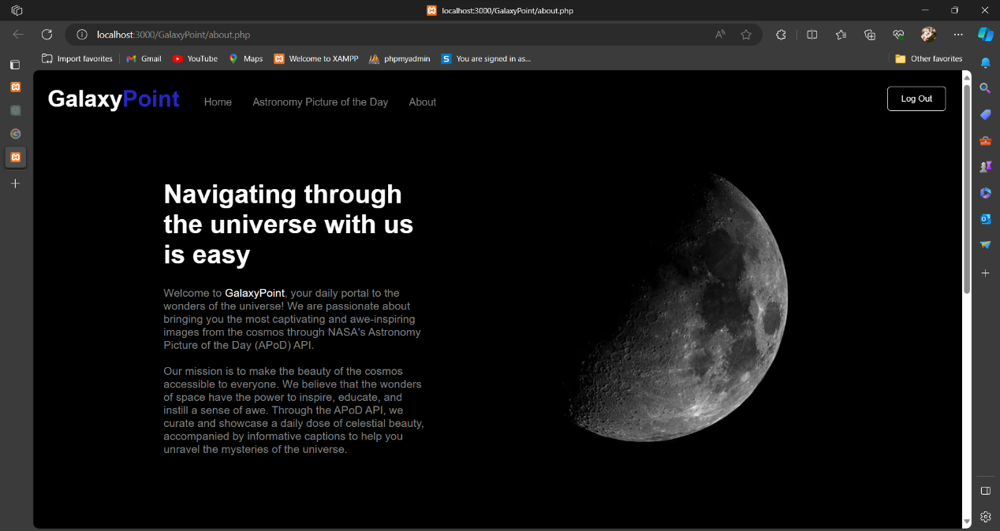 localhost:3000/GalaxyPoint/about.php
localhost:3000/GalaxyPoint/about.php
Import favorites Gmail YouTube Maps Welcome to XAMPP phpmyadmin S You are signed in as... Other favorites
GalaxyPoint Home Astronomy Picture of the Day About Log Out
Navigating through
the universe with us
is easy
Welcome to GalaxyPoint, your daily portal to the
wonders of the universe! We are passionate about
bringing you the most captivating and awe-inspiring
images from the cosmos through NASA's Astronomy
Picture of the Day (APoD) API.
Our mission is to make the beauty of the cosmos
accessible to everyone. We believe that the wonders
of space have the power to inspire, educate, and
instill a sense of awe. Through the APoD API, we
curate and showcase a daily dose of celestial beauty,
accompanied by informative captions to help you
unravel the mysteries of the universe.